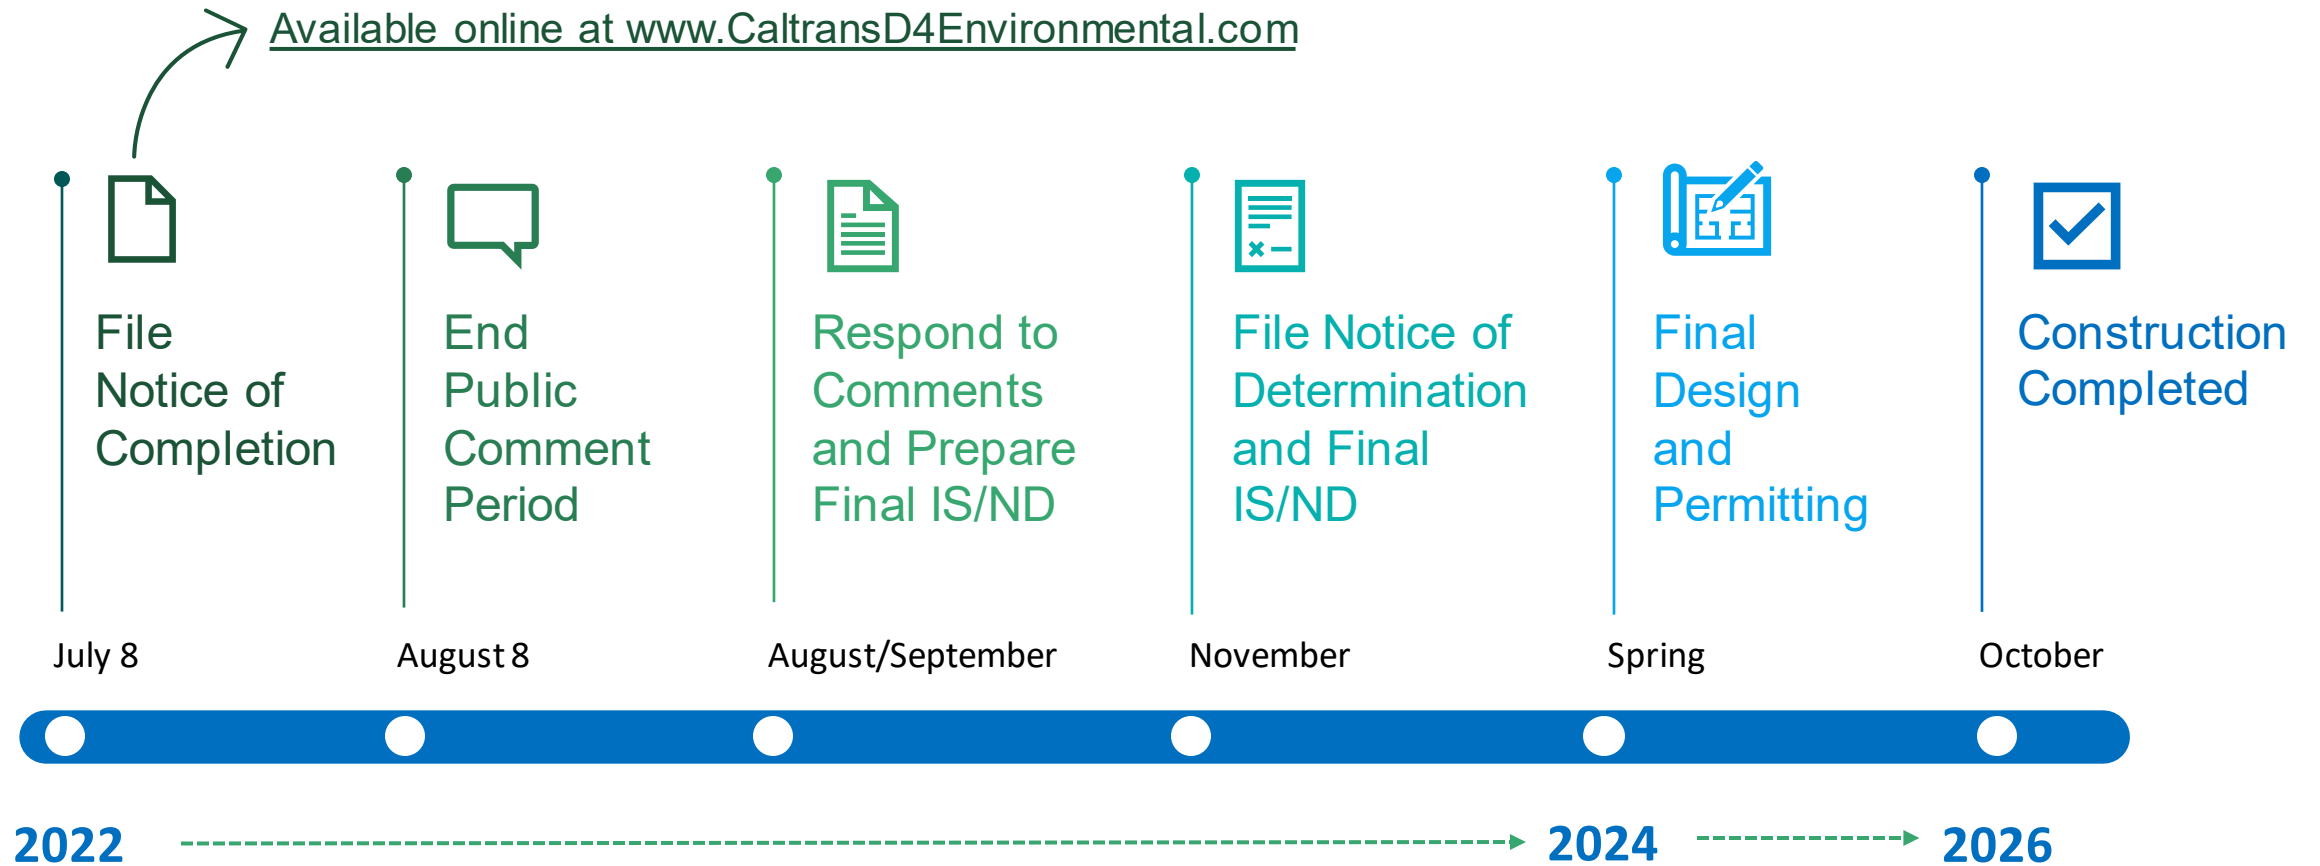 Available online at www.CaltransD4Environmental.com
File
Notice of
Completion
End
Public
Comment
Period
Respond to
Comments
and Prepare
Final IS/ND
File Notice of
Determination
and Final
IS/ND
Final
Design
and
Permitting
Construction
Completed
July 8
August 8
August/September
November
Spring
October
2022
2024
2026